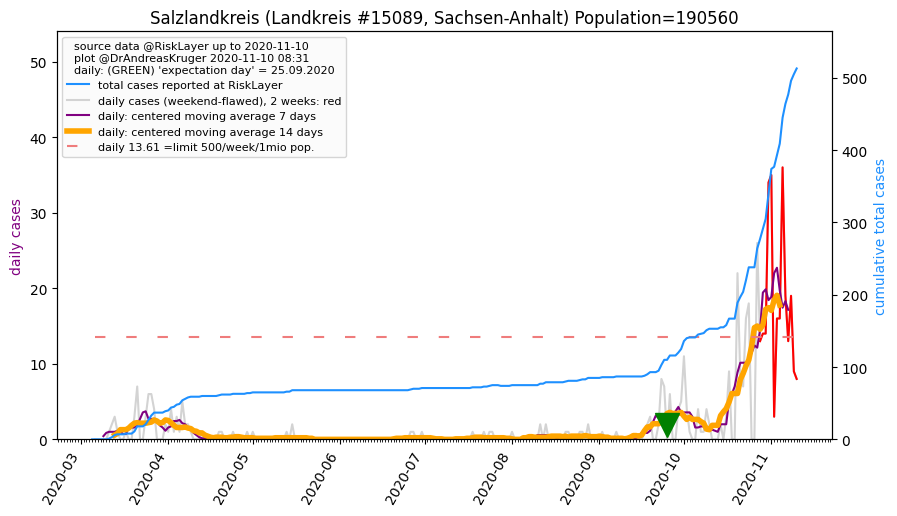 Salzlandkreis (Landkreis #15089, Sachsen-Anhalt) Population=190560
source data @RiskLayer up to 2020-11-10
plot @DrAndreasKruger 2020-11-10 08:31
daily: (GREEN) 'expectation day' = 25.09.2020
total cases reported at RiskLayer
daily cases (weekend-flawed), 2 weeks: red
daily: centered moving average 7 days
daily: centered moving average 14 days
daily 13.61 =limit 500/week/1mio pop.
daily cases
50
40
30
20
10
0
cumulative total cases
500
400
300
200
100
0
2020-03
2020-04
2020-05
2020-06
2020-07
2020-08
2020-09
2020-10
2020-11